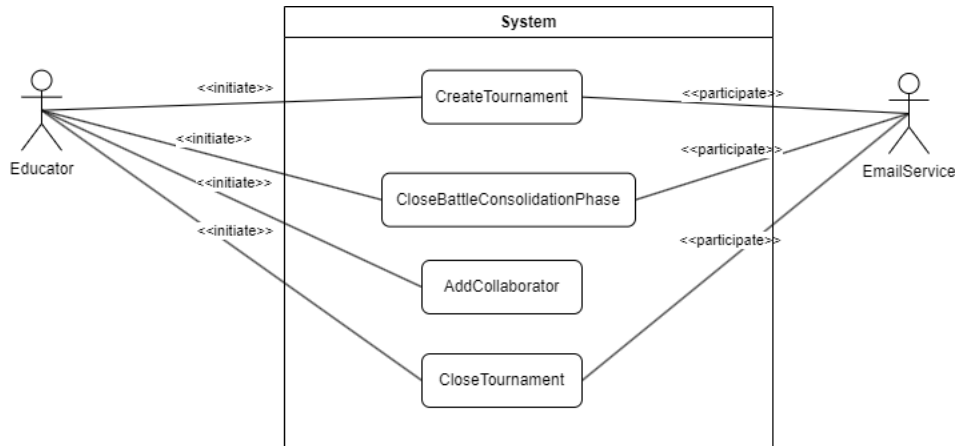 System
<<initiate>>
CreateTournament
<<participate>>
<<initiate>>
<<participate>>
Educator
EmailService
<<initiate>>
CloseBattleConsolidationPhase
<<initiate>>
<<participate>>
AddCollaborator
CloseTournament